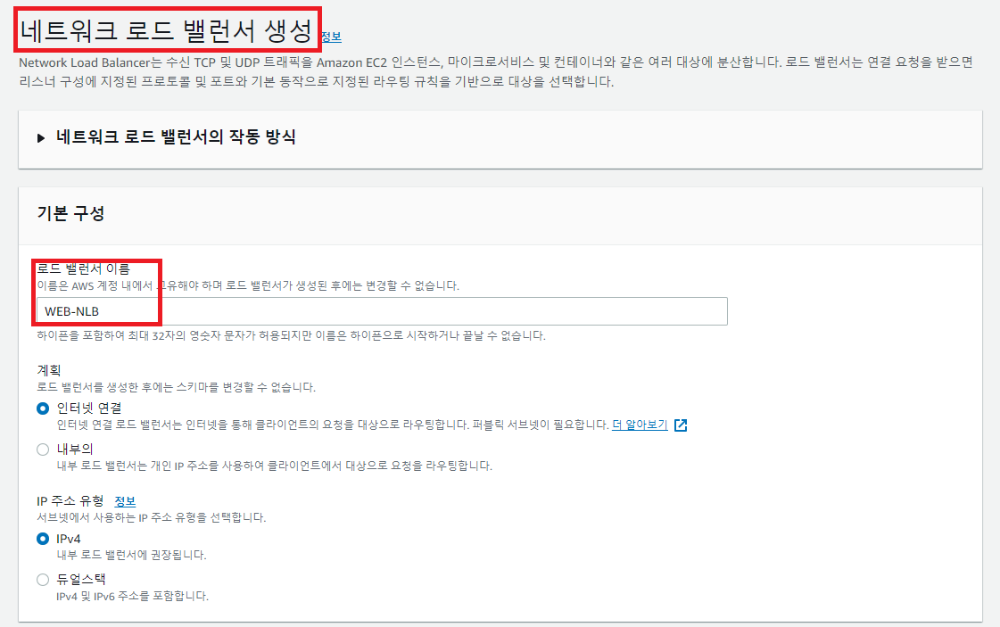 네트워크 로드 밸런서 생성 정보
Network Load Balancer는 수신 TCP 및 UDP 트래픽을 Amazon EC2 인스턴스, 마이크로서비스 및 컨테이너와 같은 여러 대상에 분산합니다. 로드 밸런서는 연결 요청을 받으면
리스너 구성에 지정된 프로토콜 및 포트와 기본 동작으로 지정된 라우팅 규칙을 기반으로 대상을 선택합니다.
네트워크 로드 밸런서의 작동 방식
기본 구성
로드 밸런서 이름
이름은 AWS 계정 내에서 고유해야 하며 로드 밸런서가 생성된 후에는 변경할 수 없습니다.
WEB-NLB
하이픈을 포함하여 최대 32자의 영숫자 문자가 허용되지만 이름은 하이픈으로 시작하거나 끝날 수 없습니다.
계획
로드 밸런서를 생성한 후에는 스키마를 변경할 수 없습니다.
인터넷 연결
인터넷 연결 로드 밸런서는 인터넷을 통해 클라이언트의 요청을 대상으로 라우팅합니다. 퍼블릭 서브넷이 필요합니다. 더 알아보기
내부의
내부 로드 밸런서는 개인 IP 주소를 사용하여 클라이언트에서 대상으로 요청을 라우팅합니다.
IP 주소 유형 정보
서브넷에서 사용하는 IP 주소 유형을 선택합니다.
IPv4
내부 로드 밸런서에 권장됩니다.
듀얼스택
IPv4 및 IPv6 주소를 포함합니다.